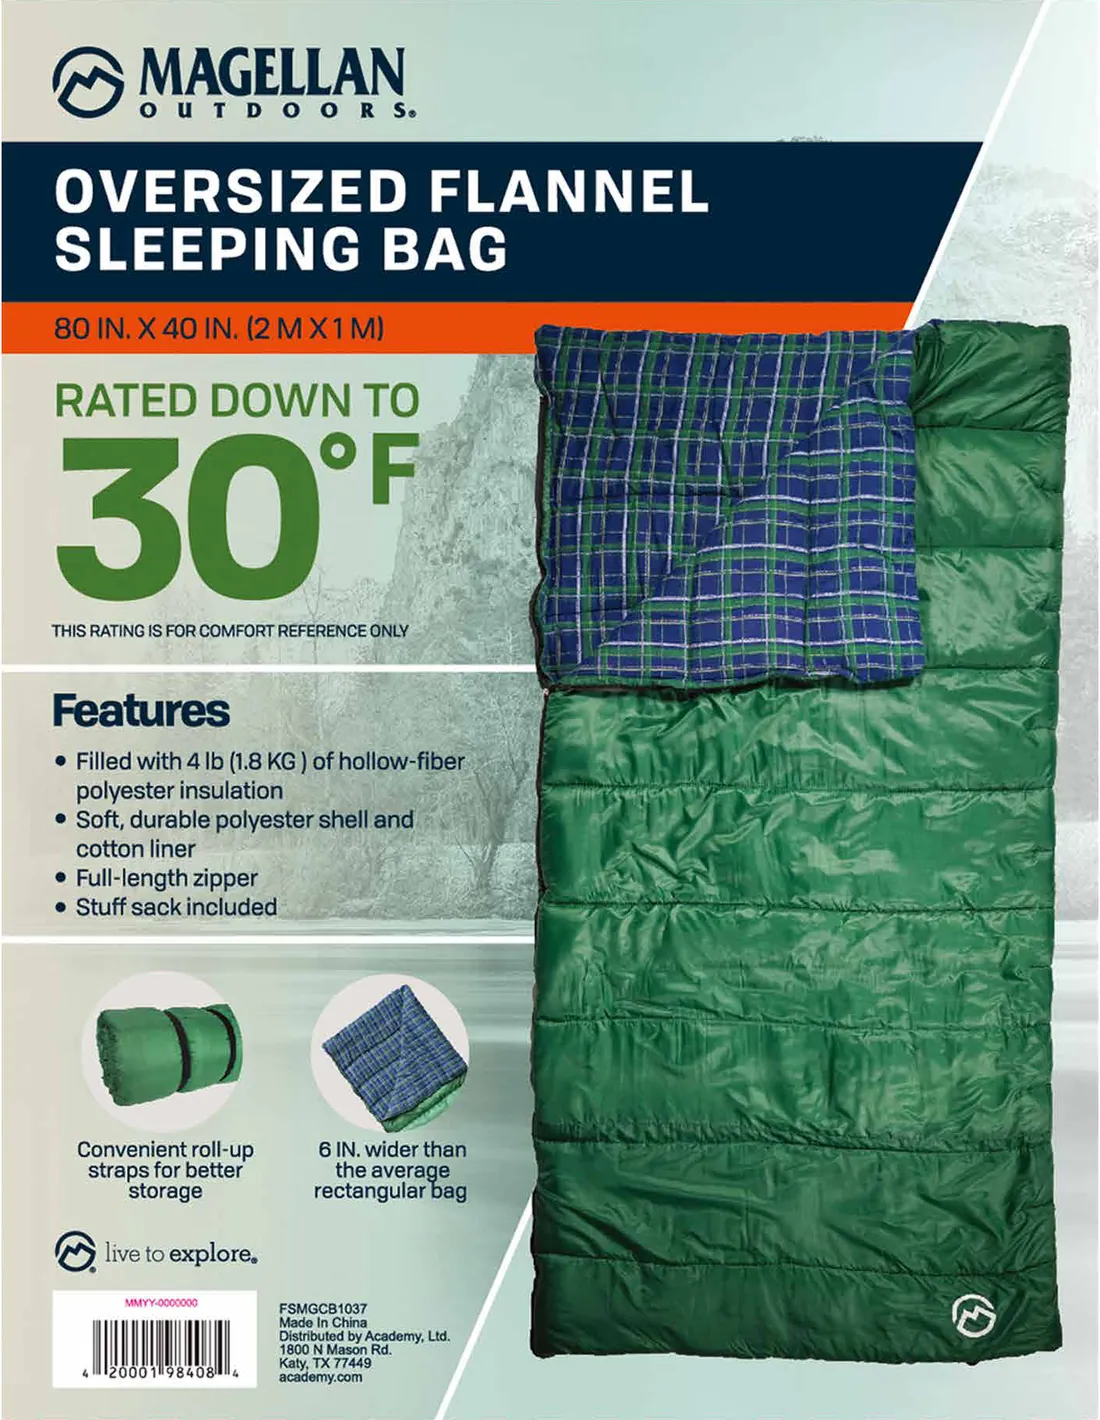 MAGELLAN
OUTDOORS®
OVERSIZED FLANNEL
SLEEPING BAG
80 IN. X 40 IN. (2 M X 1 M)
RATED DOWN TO
30°F
THIS RATING IS FOR COMFORT REFERENCE ONLY
Features
• Filled with 4 lb (1.8 KG ) of hollow-fiber
polyester insulation
• Soft, durable polyester shell and
cotton liner
• Full-length zipper
• Stuff sack included
Convenient roll-up
straps for better
storage
6 IN. wider than
the average
rectangular bag
live to explore®
MMYY-0000000
4 20001 98408 4
FSMGCB1037
Made In China
Distributed by Academy, Ltd.
1800 N Mason Rd.
Katy, TX 77449
academy.com